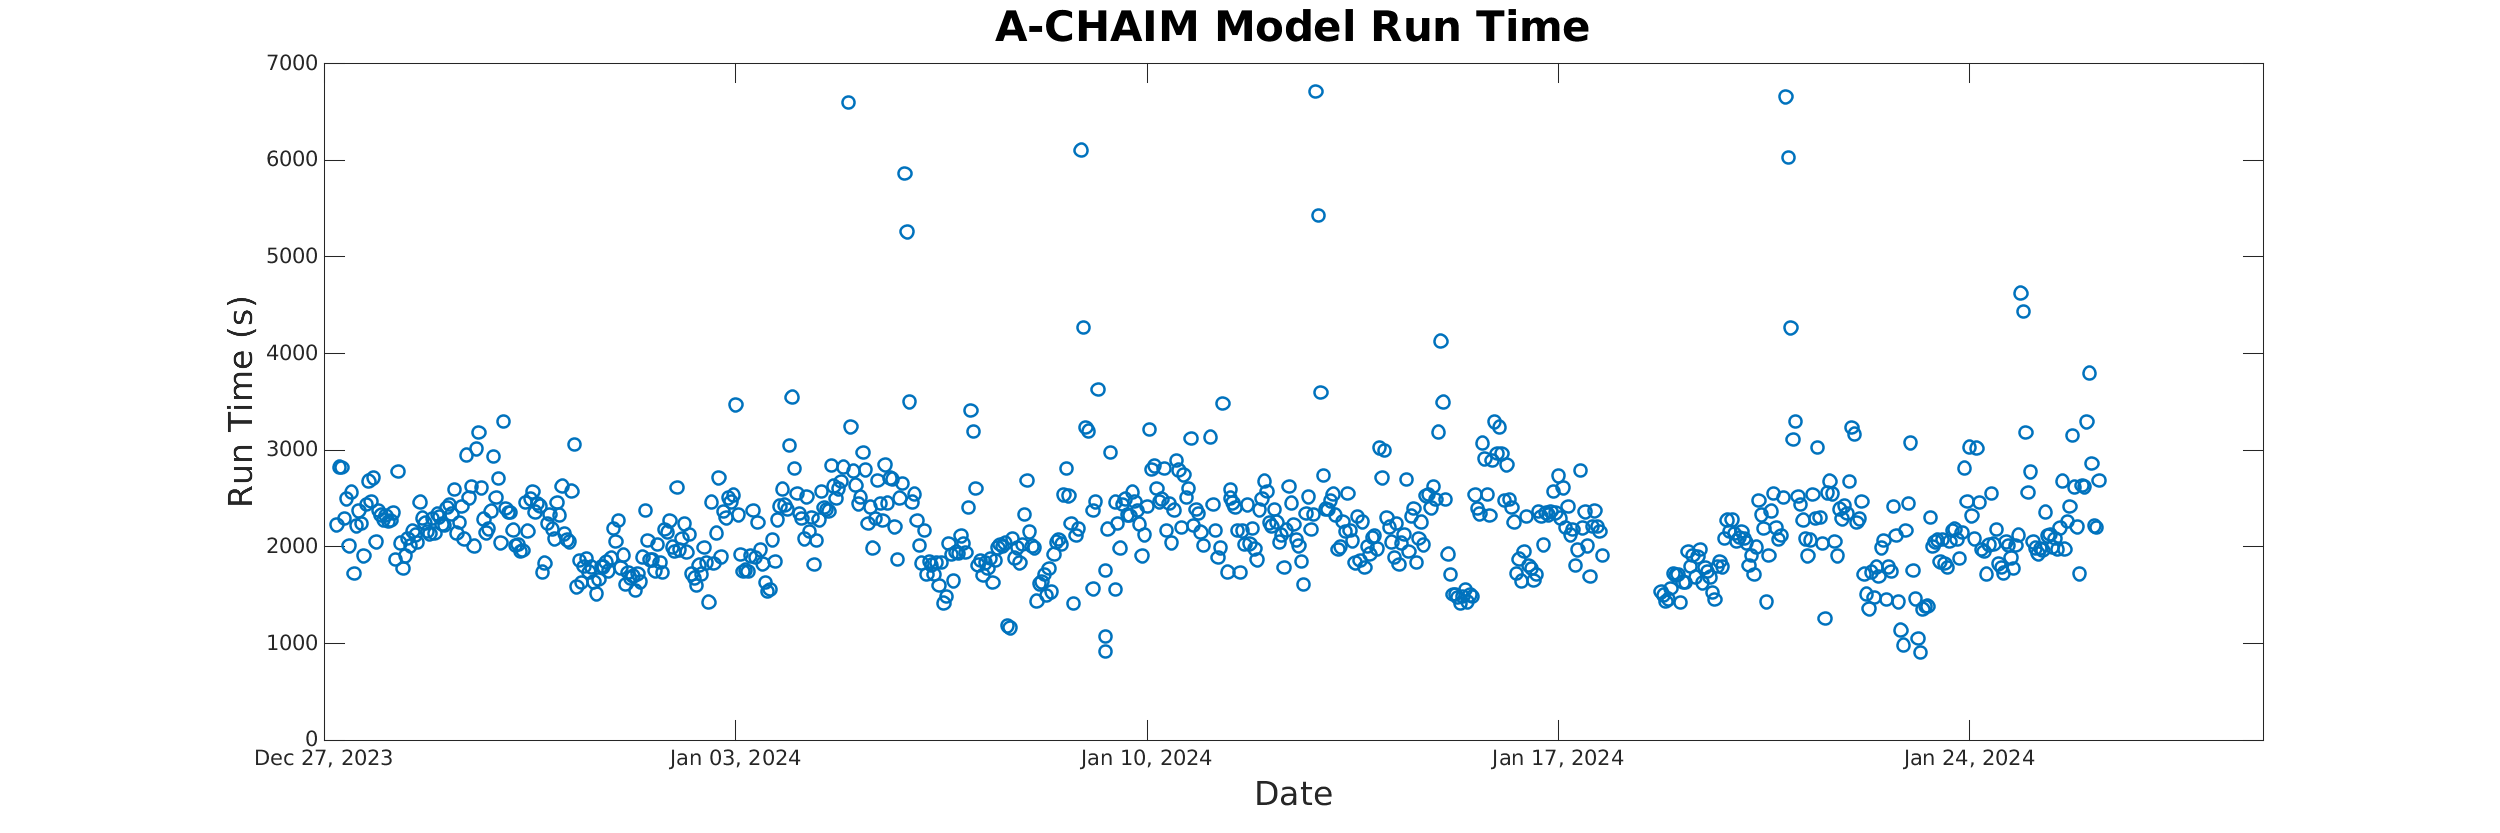 A-CHAIM Model Run Time
7000
6000
5000
4000
3000
2000
1000
0
Run Time (s)
Dec 27, 2023
Jan 03, 2024
Jan 10, 2024
Jan 17, 2024
Jan 24, 2024
Date